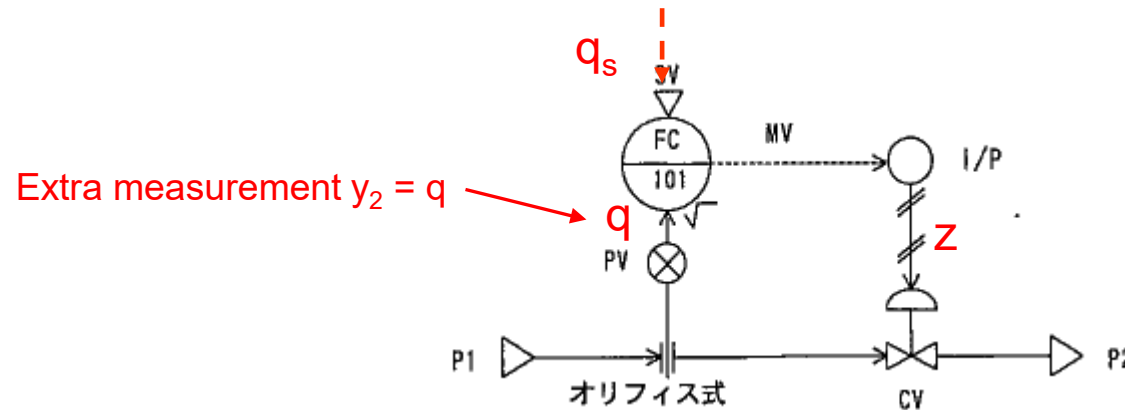 qs
SV
FC
MV
I/P
101
Extra measurement y2 = q
q
√
z
PV
P1
P2
オリフィス式
CV